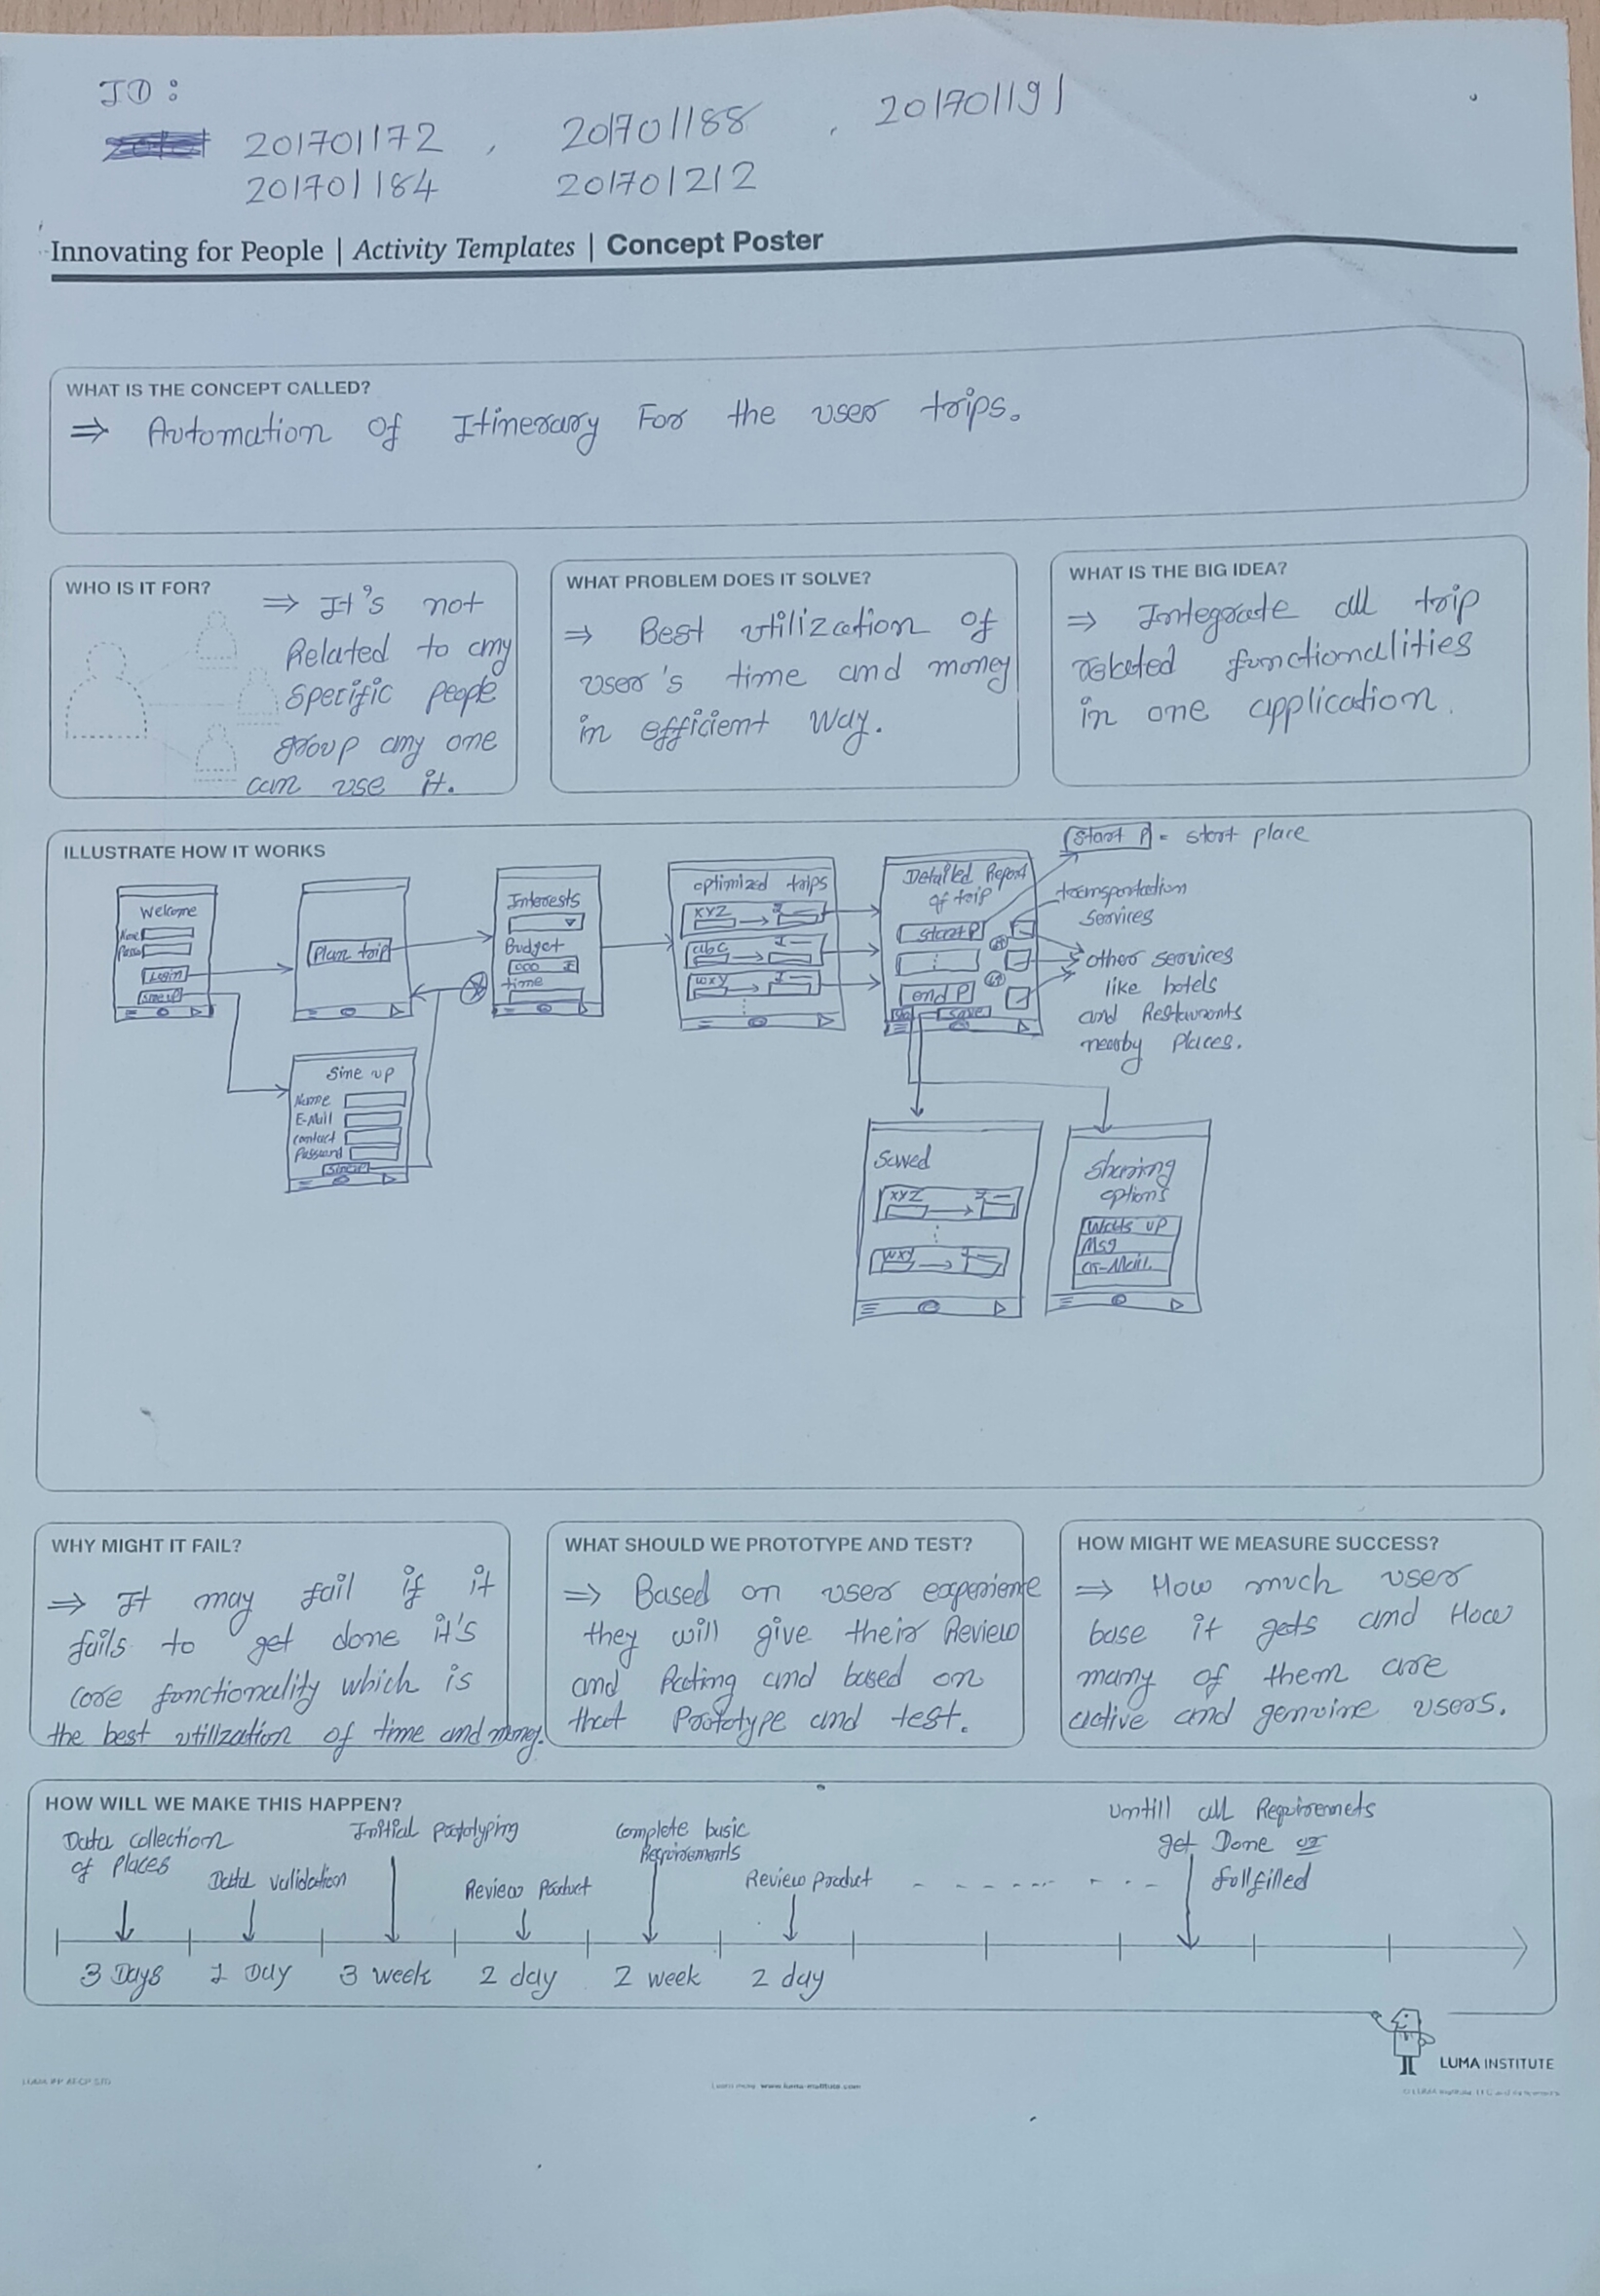 ID :
201701172 , 201701188 , 201701191
201701184 201701212
Innovating for People | Activity Templates | Concept Poster
WHAT IS THE CONCEPT CALLED?
⇒ Automation of Itinerary For the user trips.
WHO IS IT FOR?
⇒ It's not
Related to any
Specific people
group any one
can use it.
WHAT PROBLEM DOES IT SOLVE?
⇒ Best utilization of
user's time and money
in efficient way.
WHAT IS THE BIG IDEA?
⇒ Integrate all trip
related functionalities
in one application.
ILLUSTRATE HOW IT WORKS
Welcome
Login
Sine up
Plan trip
Interests
Budget
time
optimized trips
XYZ
abc
wxy
Detailed Report
of trip
start P
end P
save
Start P = start place
transportation
services
other services
like hotels
and Restaurants
nearby places.
Sine up
Name
E-Mail
contact
Password
Sine up
Saved
XYZ
wxy
Sharing
options
Watts up
Msg
G-Mail.
WHY MIGHT IT FAIL?
⇒ It may fail if it
fails to get done it's
core functionality which is
the best utilization of time and money.
WHAT SHOULD WE PROTOTYPE AND TEST?
⇒ Based on user experience
they will give their Review
and Rating and based on
that Prototype and test.
HOW MIGHT WE MEASURE SUCCESS?
⇒ How much user
base it gets and How
many of them are
active and genuine users.
HOW WILL WE MAKE THIS HAPPEN?
Data collection
of places
Data validation
Initial prototyping
Review Product
Complete basic
Requirements
Review product
untill all Requiremets
get Done or
fullfilled
3 Days 1 Day 3 week 2 day 2 week 2 day
LUMA INSTITUTE
Learn more www.luma-institute.com